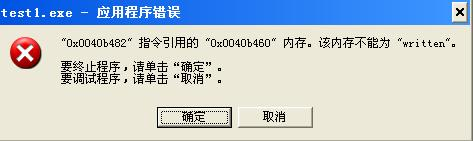 test1.exe - 应用程序错误
"0x0040b482" 指令引用的 "0x0040b460" 内存。该内存不能为 "written"。
要终止程序，请单击“确定”。
要调试程序，请单击“取消”。
确定
取消